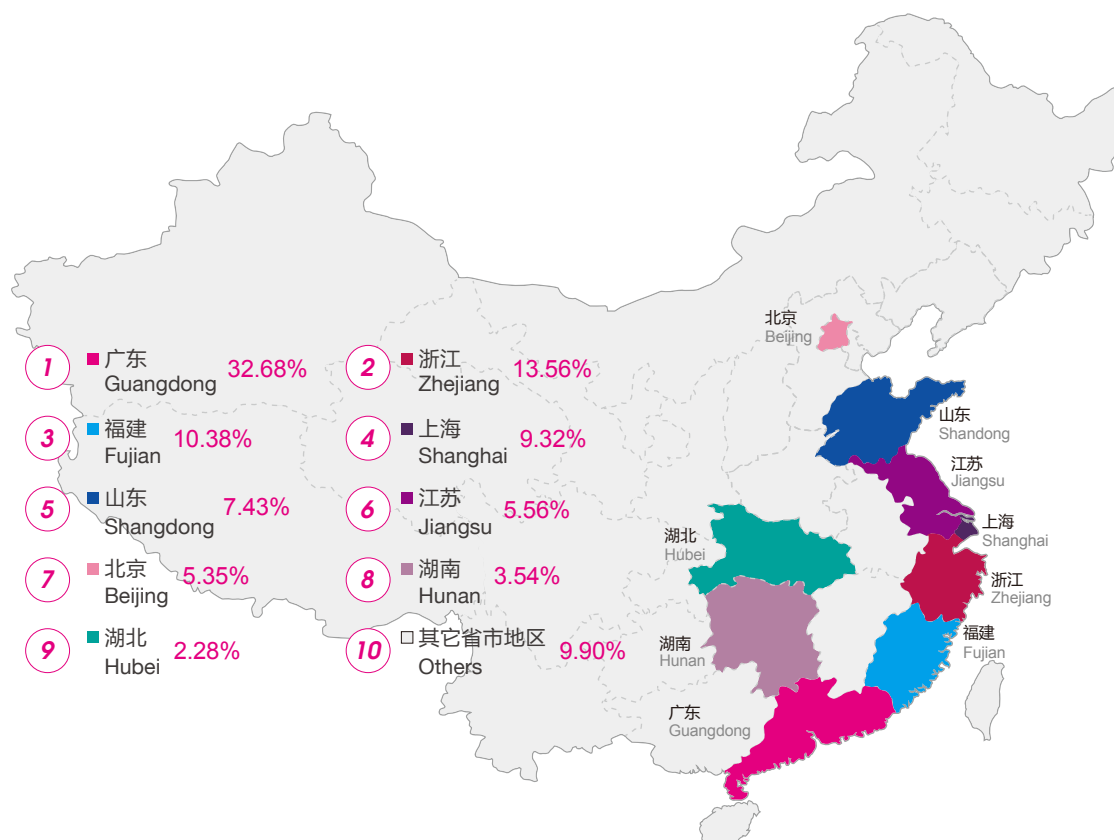 1 广东 32.68%
Guangdong
2 浙江 13.56%
Zhejiang
3 福建 10.38%
Fujian
4 上海 9.32%
Shanghai
5 山东 7.43%
Shangdong
6 江苏 5.56%
Jiangsu
7 北京 5.35%
Beijing
8 湖南 3.54%
Hunan
9 湖北 2.28%
Hubei
10 其它省市地区 9.90%
Others
北京
Beijing
山东
Shandong
江苏
Jiangsu
上海
Shanghai
湖北
Hubei
浙江
Zhejiang
福建
Fujian
湖南
Hunan
广东
Guangdong